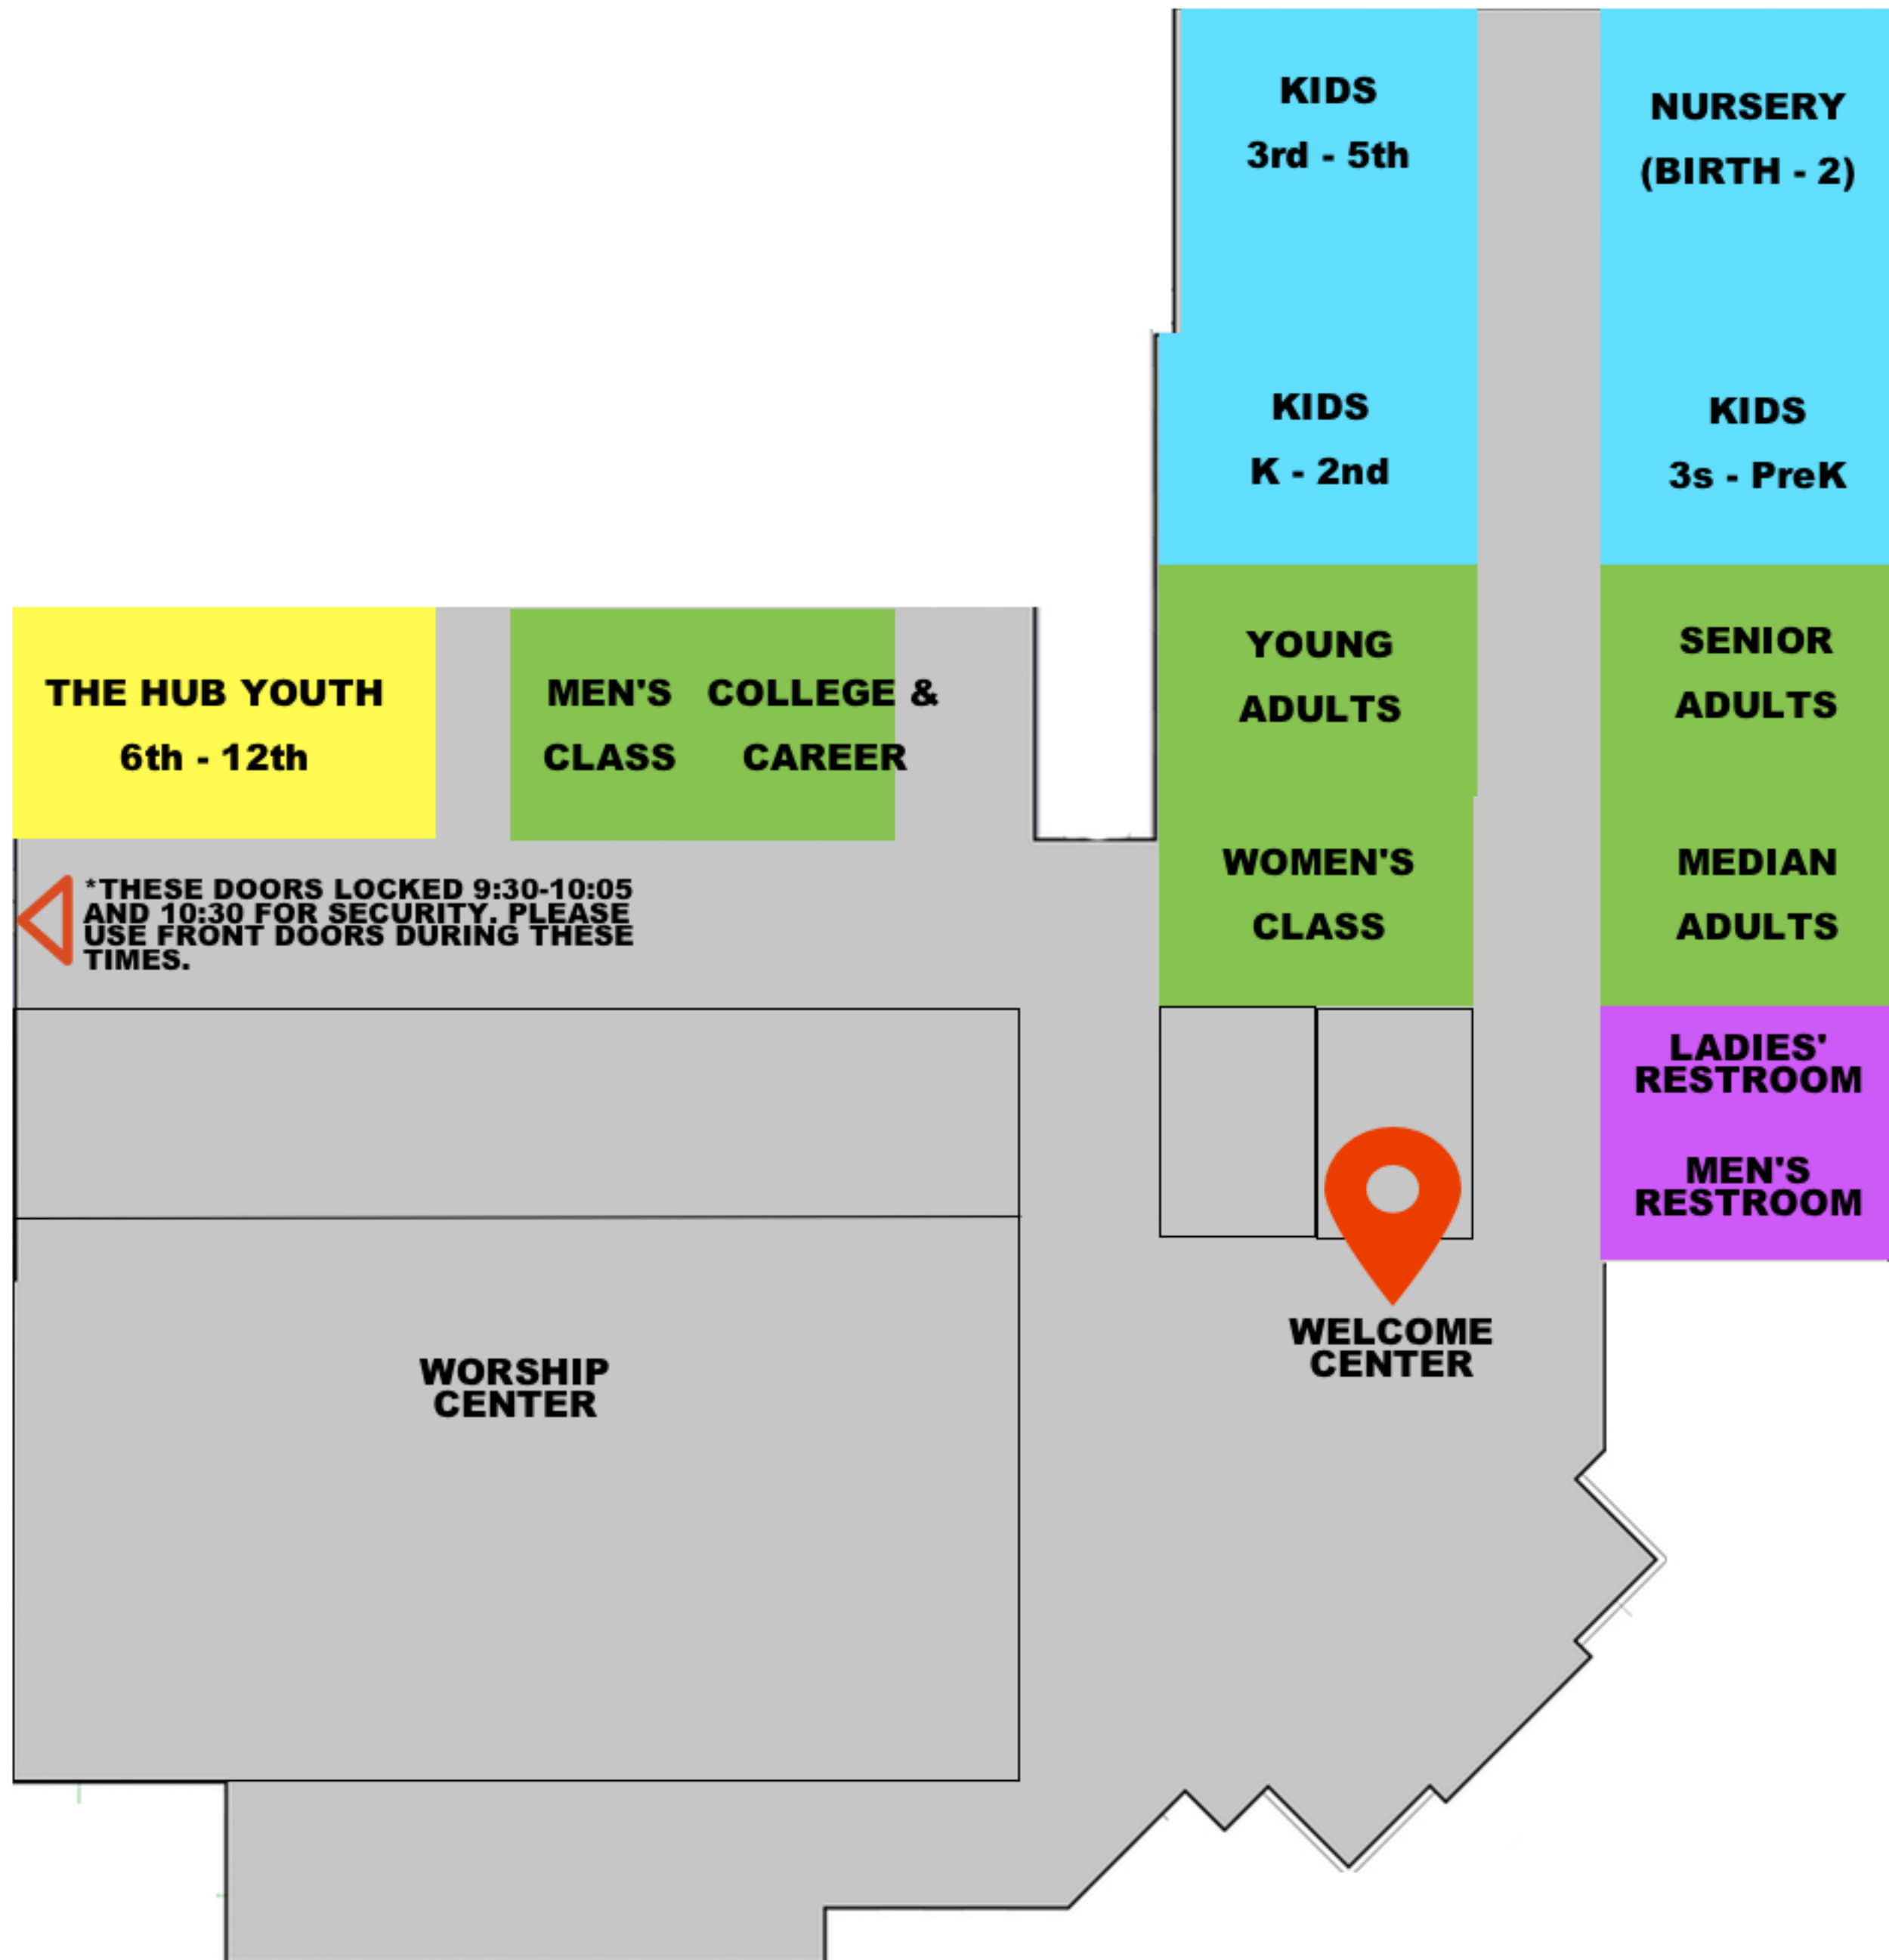 KIDS
3rd - 5th
NURSERY
(BIRTH - 2)
KIDS
K - 2nd
KIDS
3s - PreK
YOUNG
ADULTS
SENIOR
ADULTS
THE HUB YOUTH
6th - 12th
MEN'S
CLASS
COLLEGE &
CAREER
WOMEN'S
CLASS
MEDIAN
ADULTS
*THESE DOORS LOCKED 9:30-10:05
AND 10:30 FOR SECURITY. PLEASE
USE FRONT DOORS DURING THESE
TIMES.
LADIES'
RESTROOM
MEN'S
RESTROOM
WELCOME
CENTER
WORSHIP
CENTER